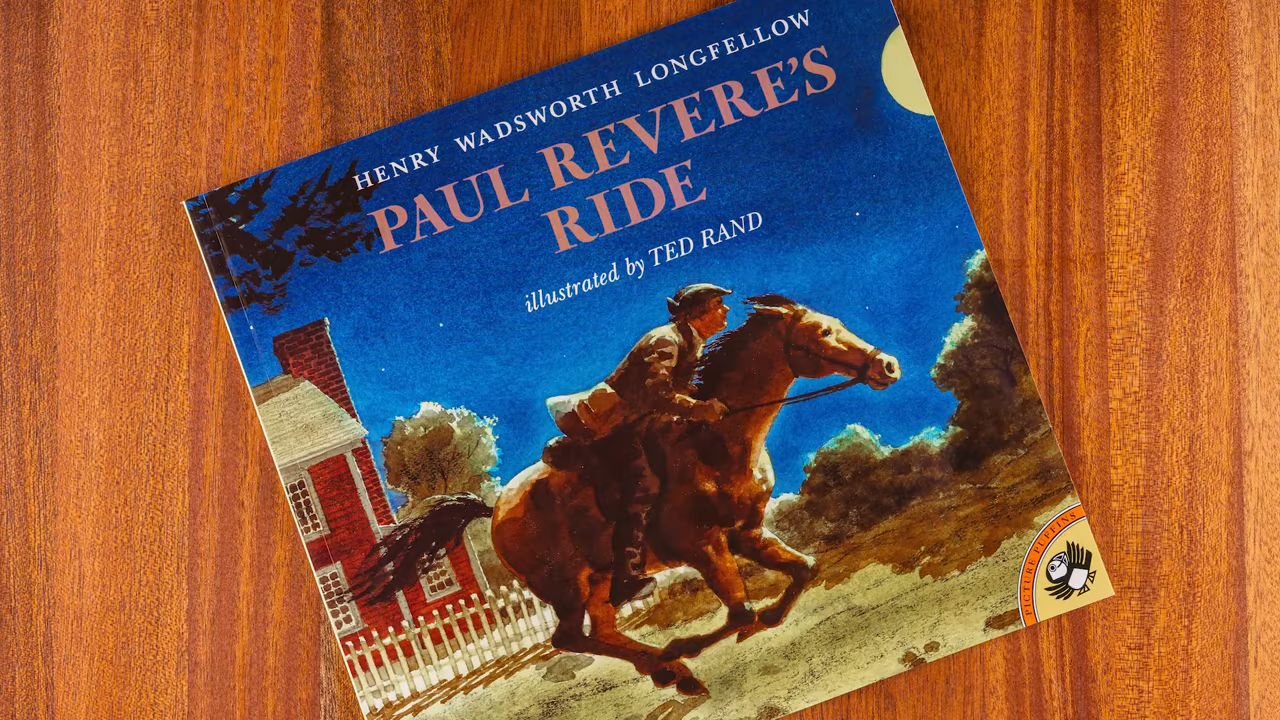 HENRY WADSWORTH LONGFELLOW
PAUL REVERE'S
RIDE
illustrated by TED RAND
PICTURE PUFFINS